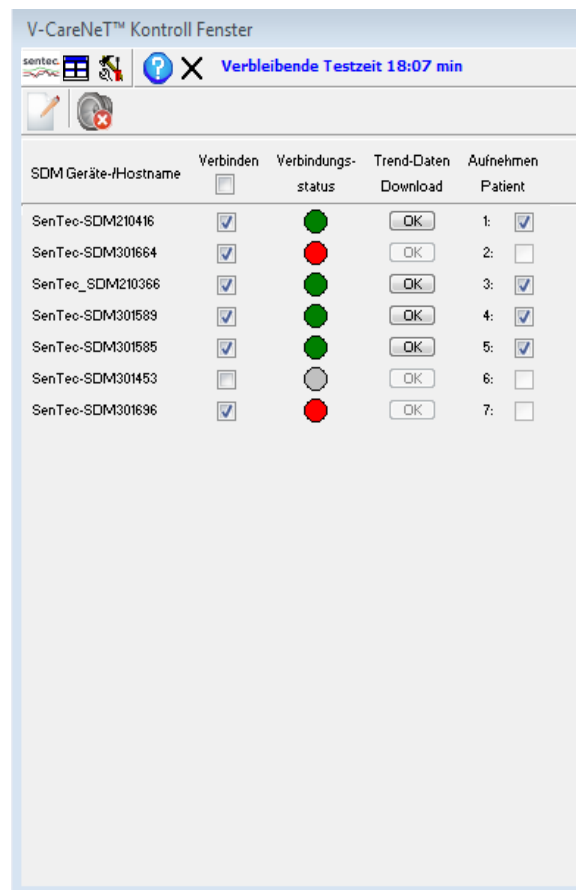 V-CareNeT™ Kontroll Fenster
sentec
? Verbleibende Testzeit 18:07 min
SDM Geräte-/Hostname Verbinden Verbindungs- Trend-Daten Aufnehmen
status Download Patient
SenTec-SDM210416 OK 1:
SenTec-SDM301664 OK 2:
SenTec_SDM210366 OK 3:
SenTec-SDM301589 OK 4:
SenTec-SDM301585 OK 5:
SenTec-SDM301453 OK 6:
SenTec-SDM301696 OK 7: